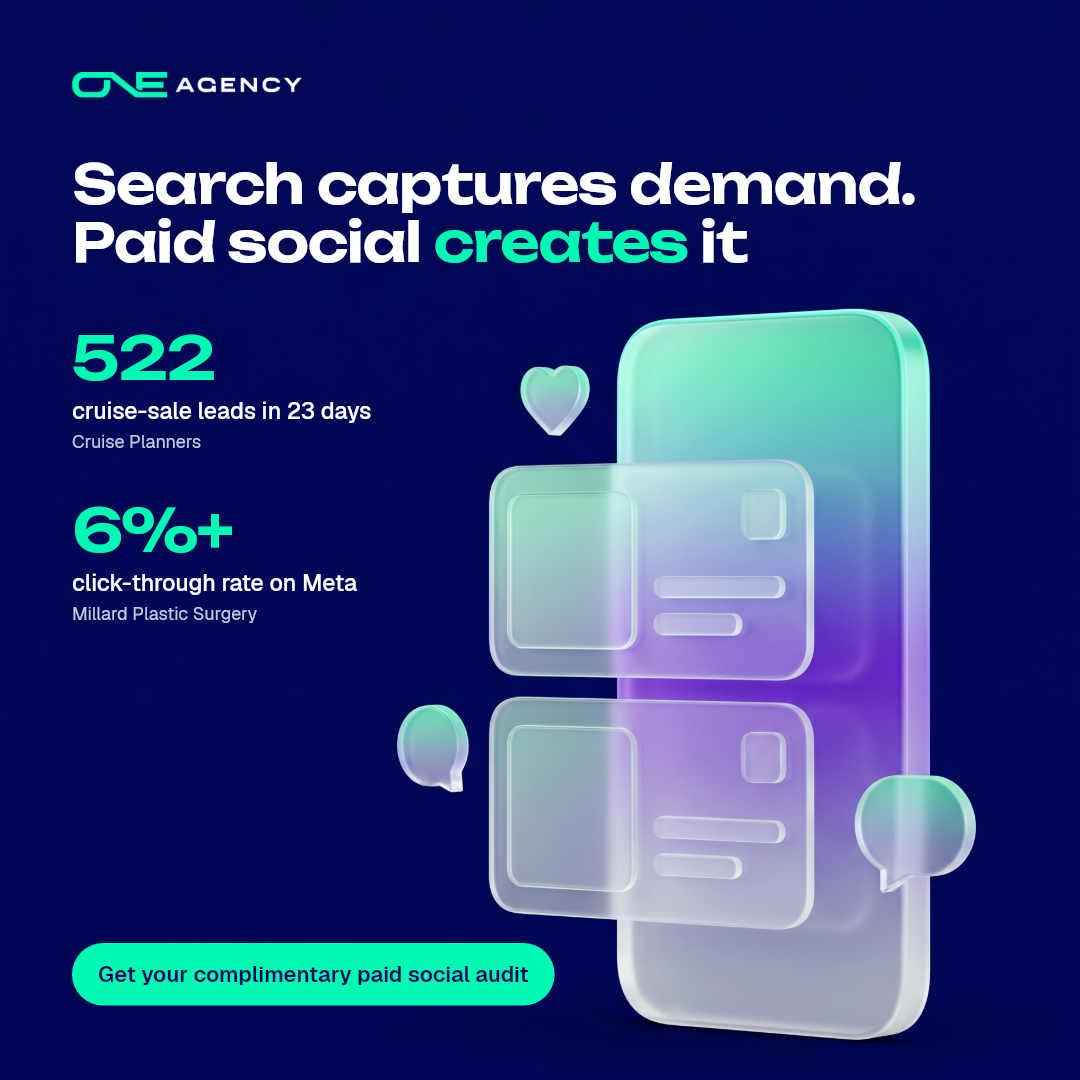 ONE AGENCY
Search captures demand.
Paid social creates it
522
cruise-sale leads in 23 days
Cruise Planners
6%+
click-through rate on Meta
Millard Plastic Surgery
Get your complimentary paid social audit